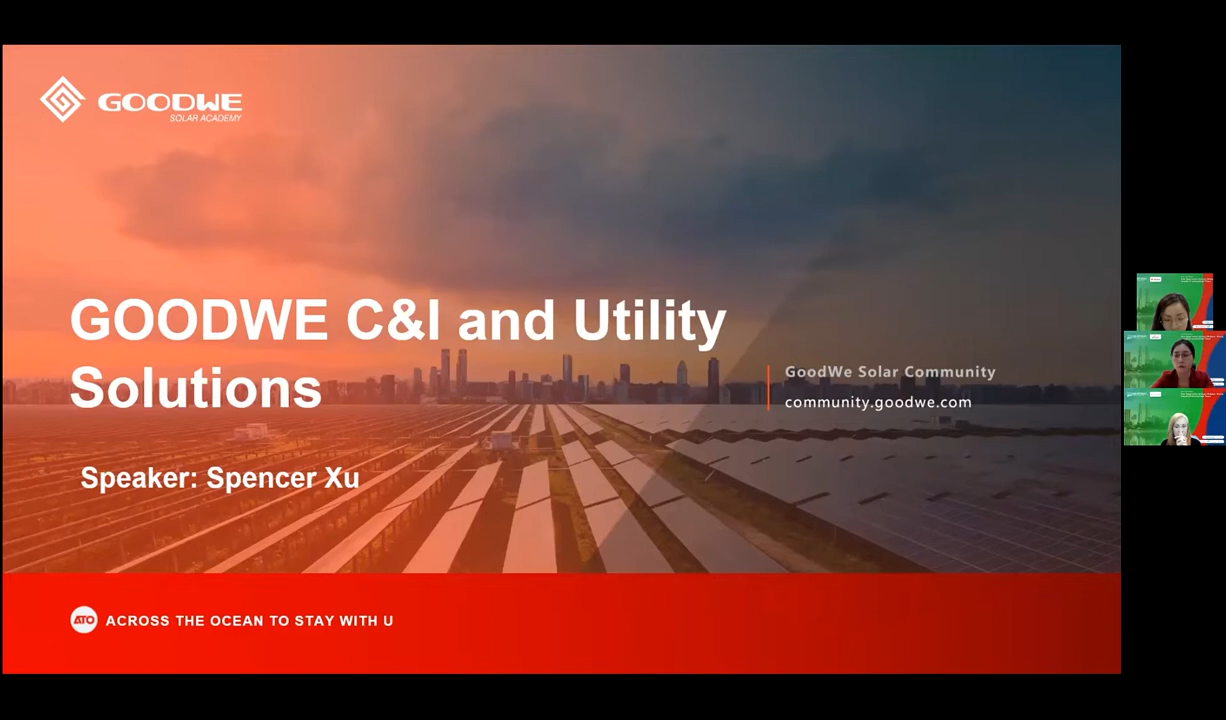 GOODWE
SOLAR ACADEMY
GOODWE C&I and Utility
Solutions
GoodWe Solar Community
community.goodwe.com
Speaker: Spencer Xu
ATO
ACROSS THE OCEAN TO STAY WITH U